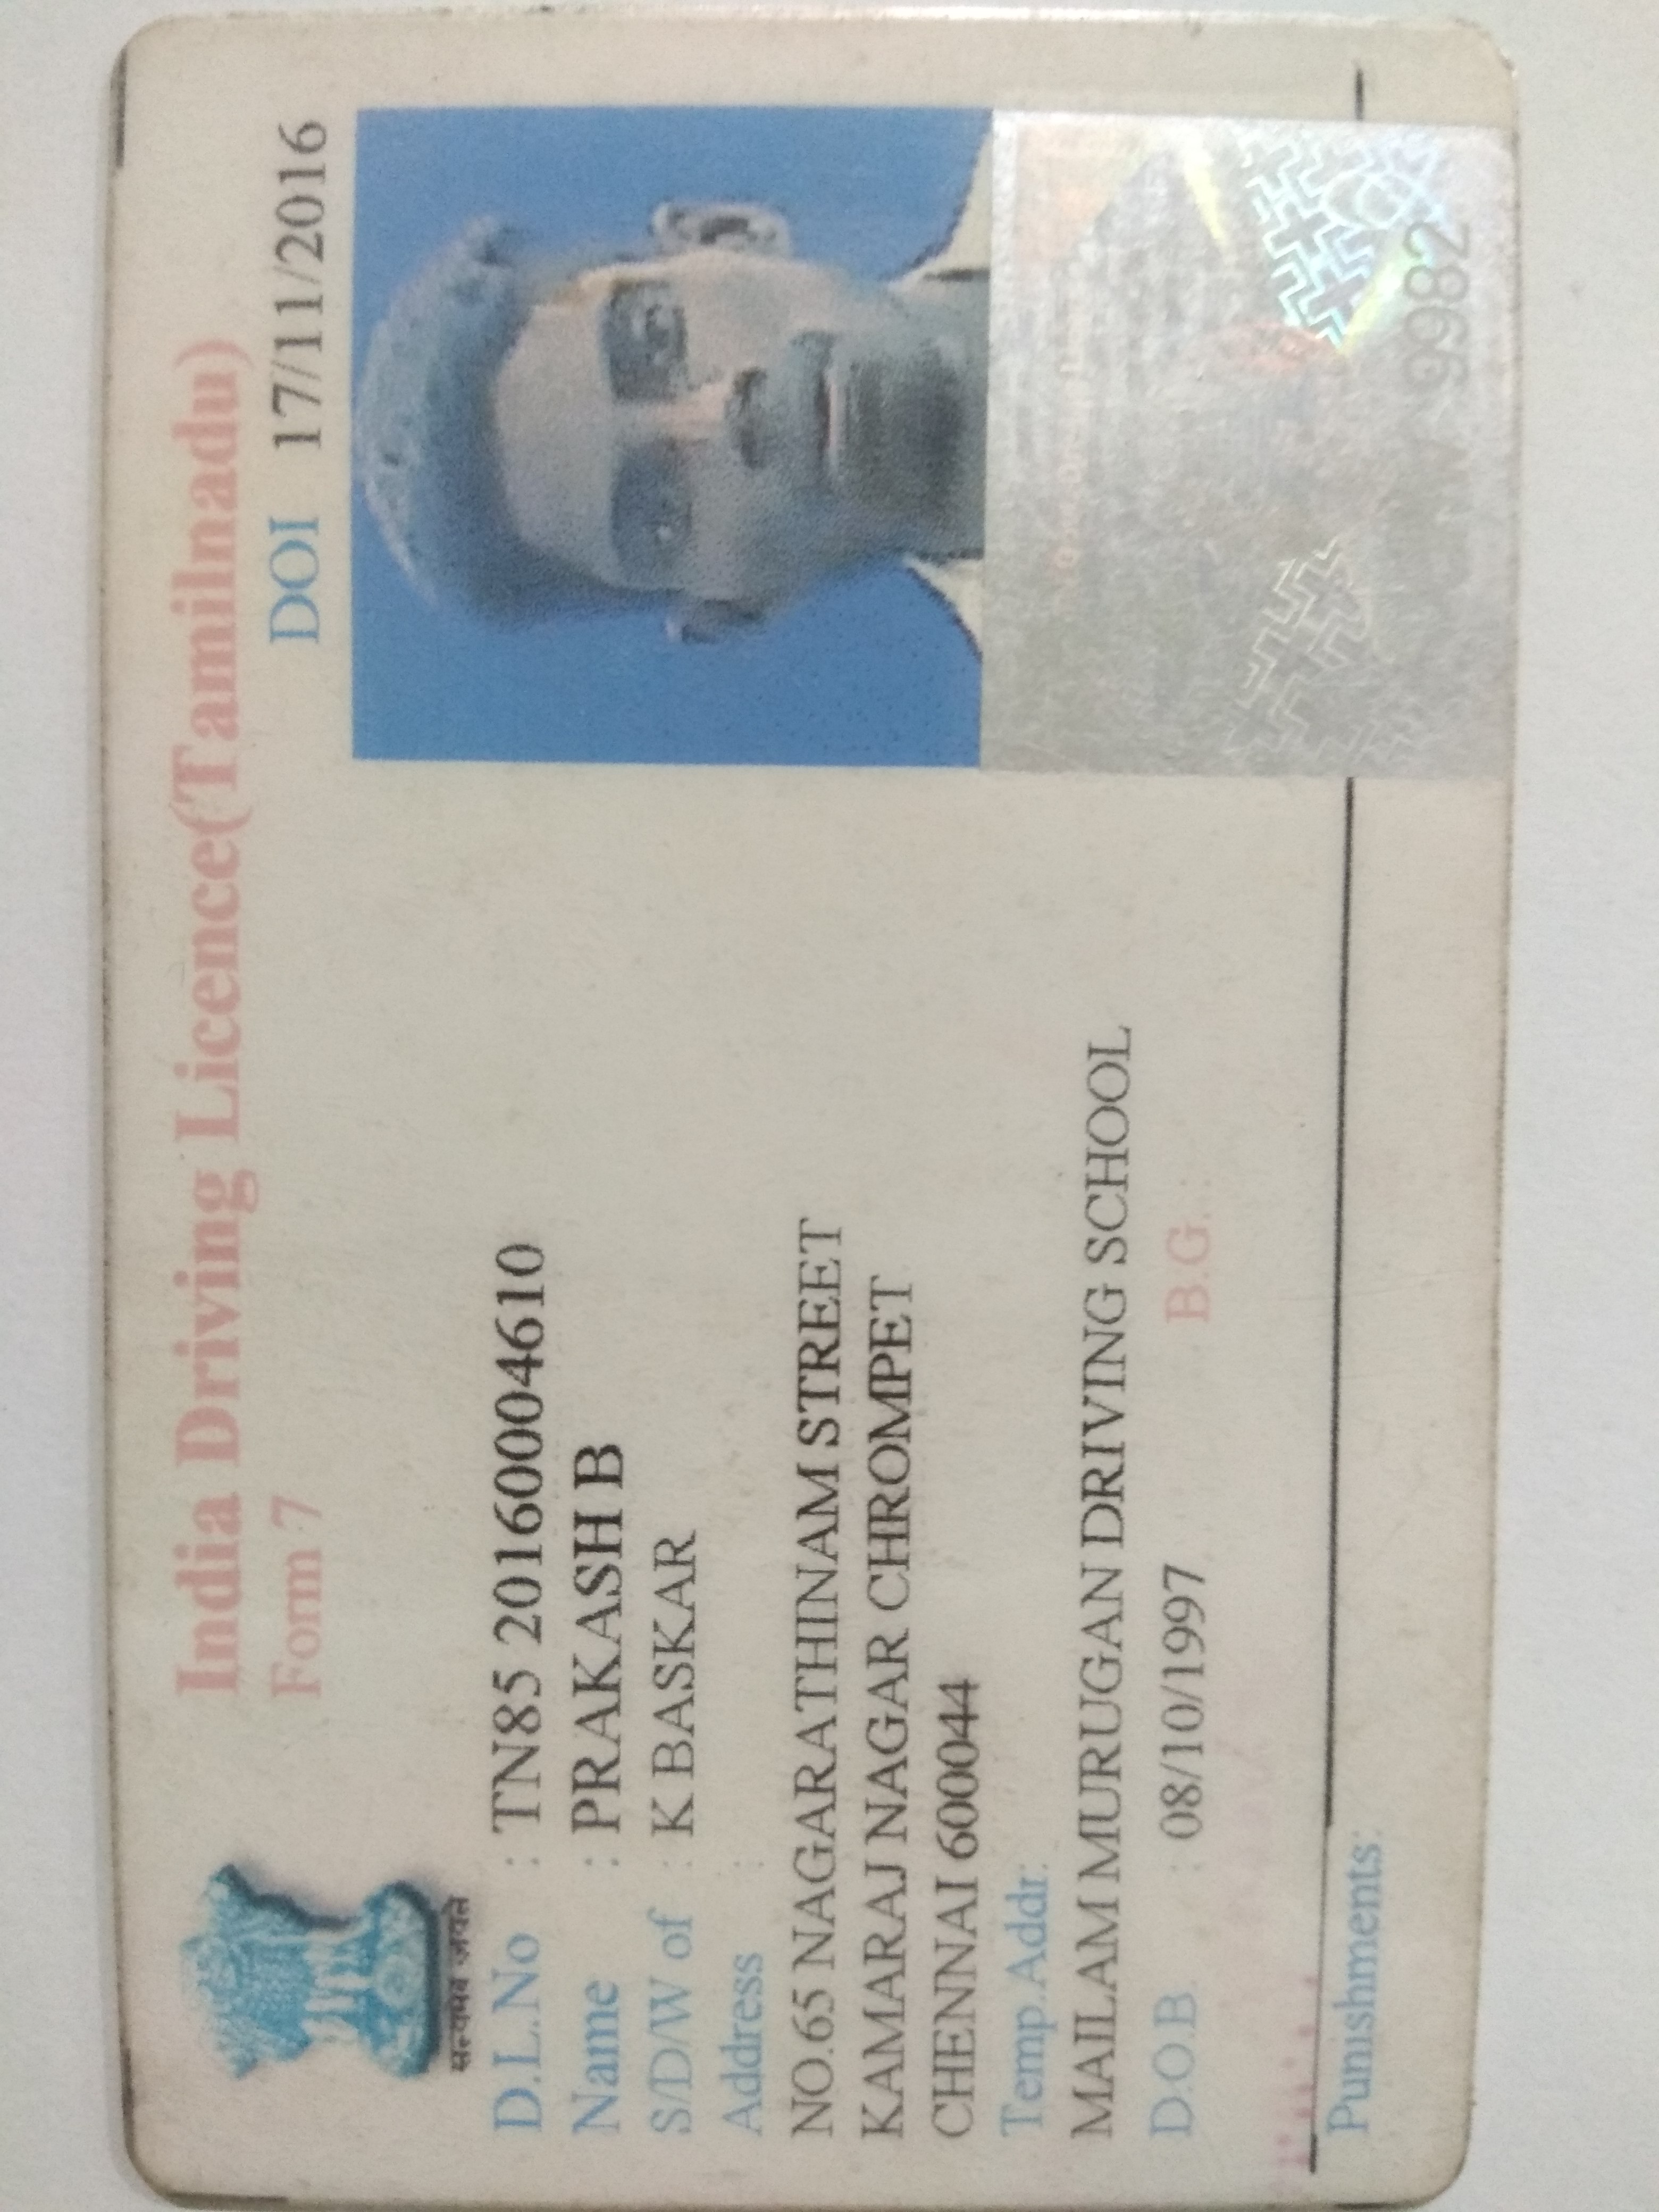 India Driving Licence(Tamilnadu)
Form 7
DOI 17/11/2016
सत्यमेव जयते
D.L.No : TN85 20160004610
Name : PRAKASH B
S/D/W of : K BASKAR
Address :
NO.65 NAGARATHINAM STREET
KAMARAJ NAGAR CHROMPET
CHENNAI 600044
Temp.Addr:
MAILAM MURUGAN DRIVING SCHOOL
D.O.B. : 08/10/1997 B.G.:
Punishments: